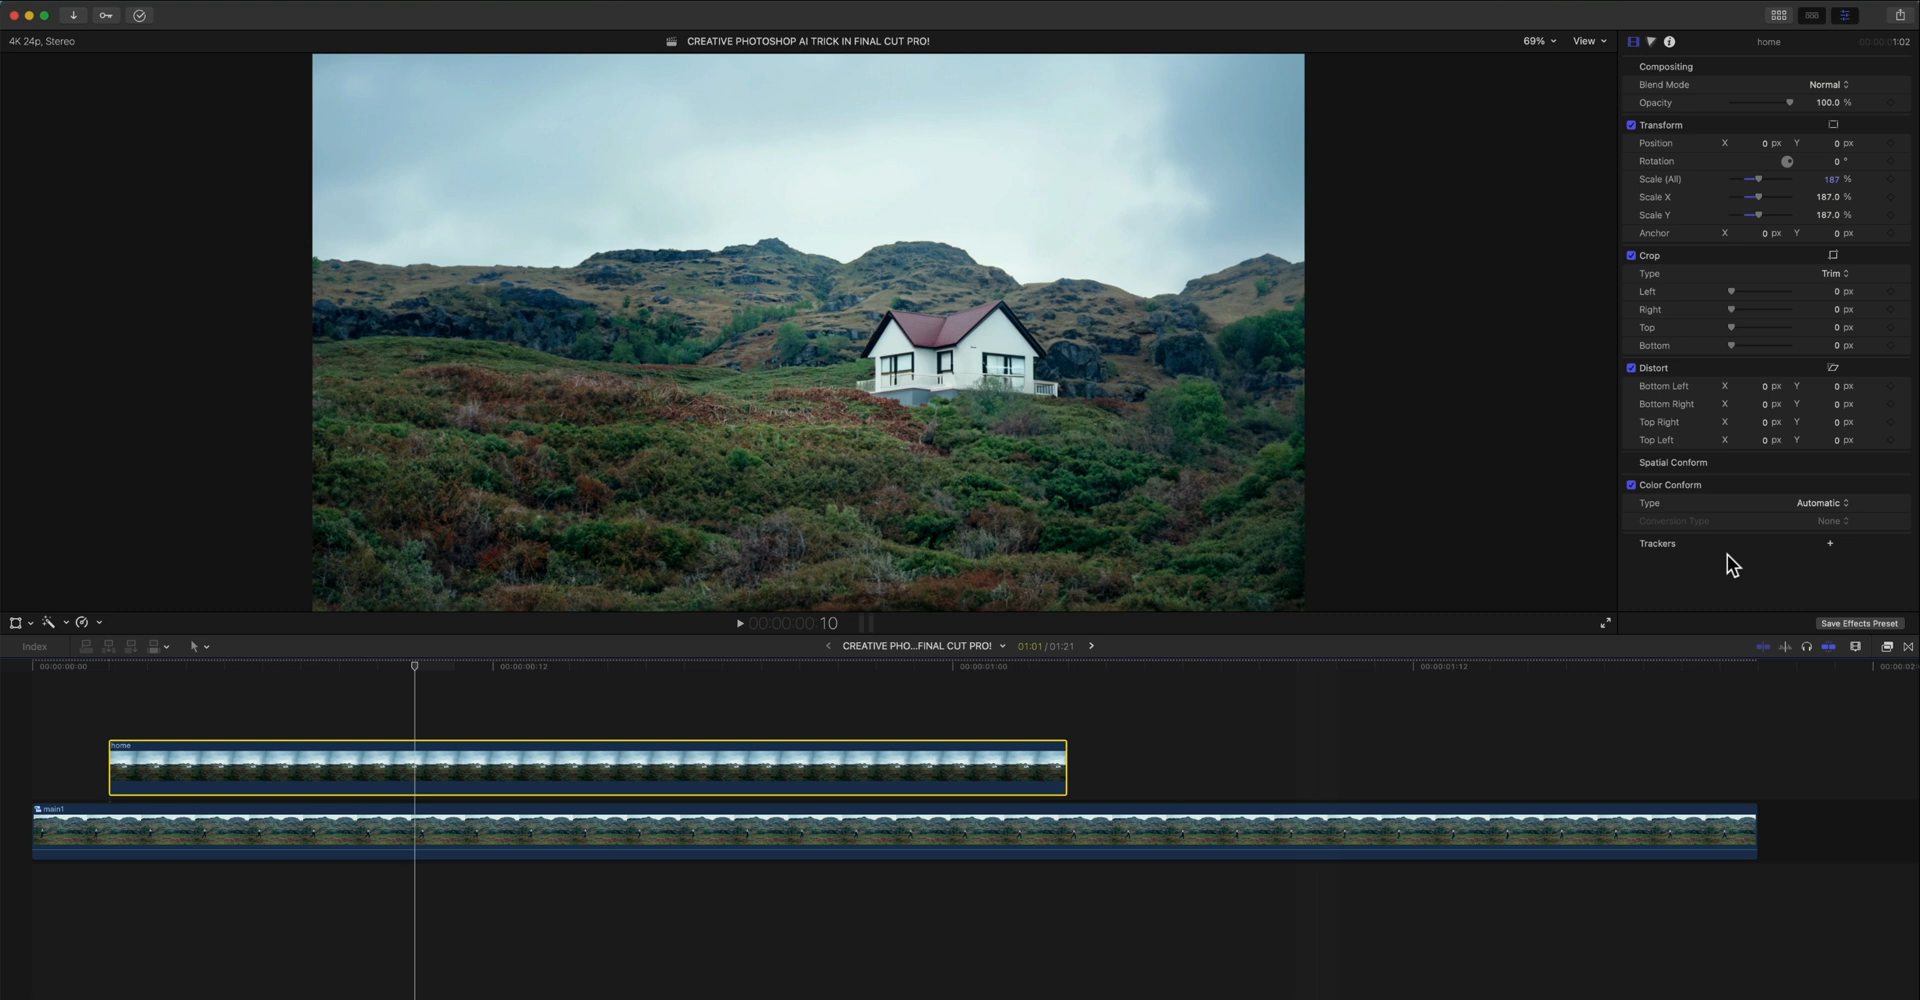 4K 24p, Stereo
CREATIVE PHOTOSHOP AI TRICK IN FINAL CUT PRO!
69%
View
home
00:00:01:02
Compositing
Blend Mode Normal
Opacity 100.0 %
Transform
Position X 0 px Y 0 px
Rotation 0 °
Scale (All) 187 %
Scale X 187.0 %
Scale Y 187.0 %
Anchor X 0 px Y 0 px
Crop
Type Trim
Left 0 px
Right 0 px
Top 0 px
Bottom 0 px
Distort
Bottom Left X 0 px Y 0 px
Bottom Right X 0 px Y 0 px
Top Right X 0 px Y 0 px
Top Left X 0 px Y 0 px
Spatial Conform
Color Conform
Type Automatic
Conversion Type None
Trackers +
00:00:00:10
Save Effects Preset
Index
CREATIVE PHO...FINAL CUT PRO!
01:01 / 01:21
00:00:00:00
00:00:00:12
00:00:01:00
00:00:01:12
00:00:02:
home
main1